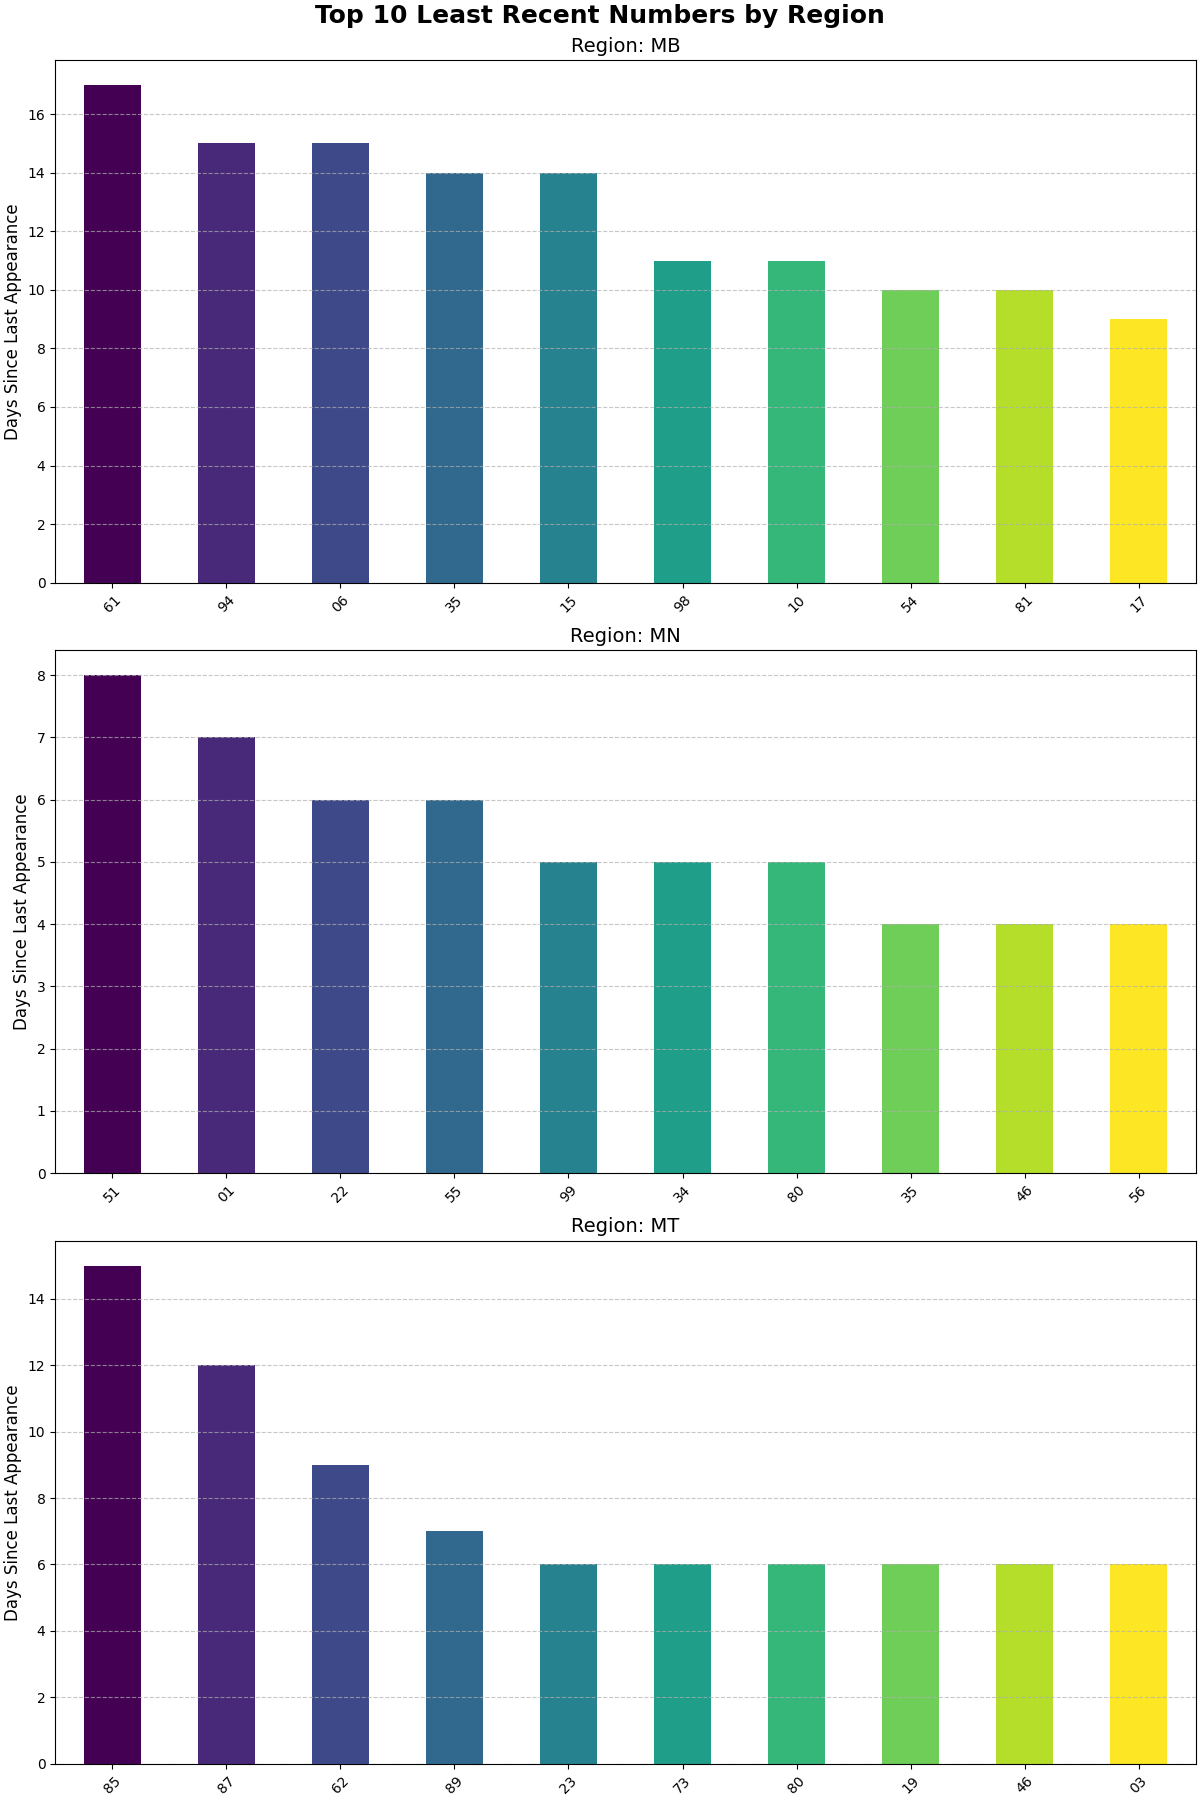 Top 10 Least Recent Numbers by Region
Region: MB
Days Since Last Appearance
16
14
12
10
8
6
4
2
0
61 94 06 35 15 98 10 54 81 17
Region: MN
Days Since Last Appearance
8
7
6
5
4
3
2
1
0
51 01 22 55 99 34 80 35 46 56
Region: MT
Days Since Last Appearance
14
12
10
8
6
4
2
0
85 87 62 89 23 73 80 19 46 03